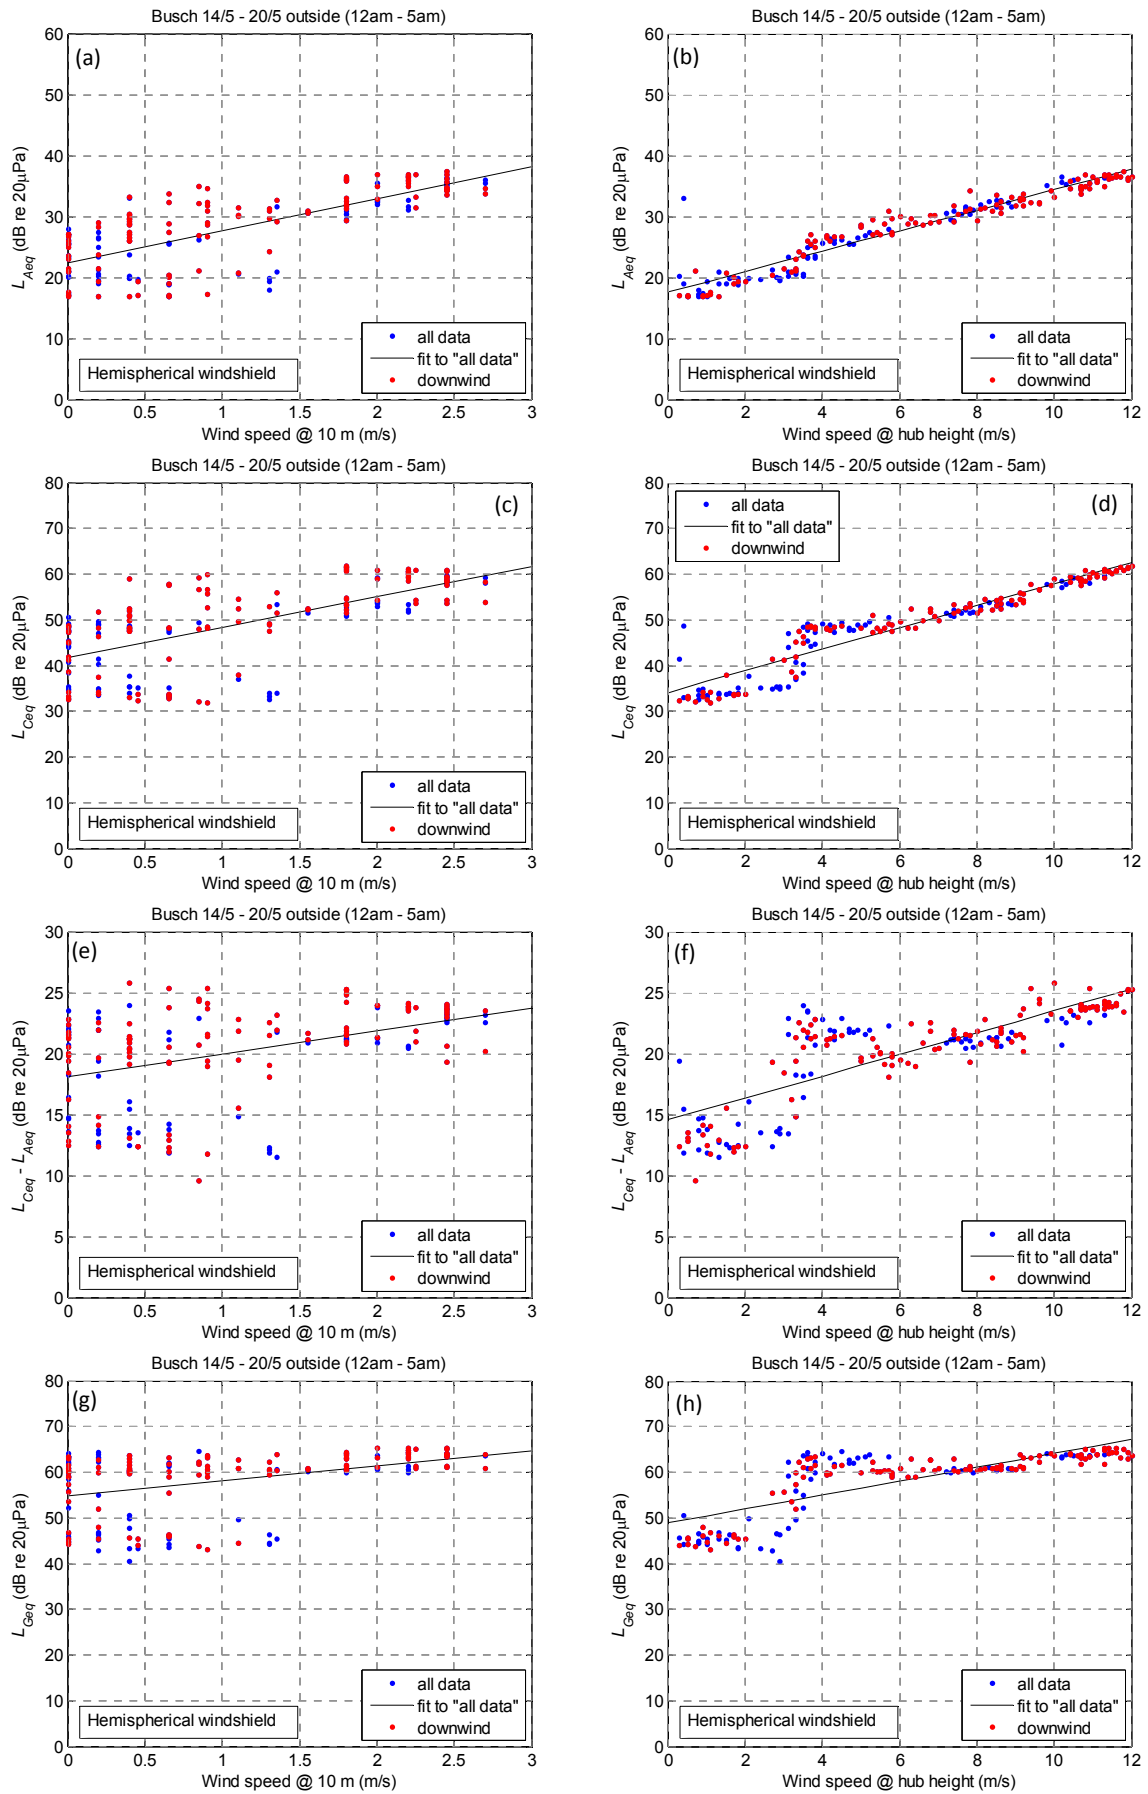 Busch 14/5 - 20/5 outside (12am - 5am)
(a)
60
50
40
30
20
10
0
L_Aeq (dB re 20µPa)
all data
fit to "all data"
downwind
Hemispherical windshield
0 0.5 1 1.5 2 2.5 3
Wind speed @ 10 m (m/s)
Busch 14/5 - 20/5 outside (12am - 5am)
(b)
60
50
40
30
20
10
0
L_Aeq (dB re 20µPa)
all data
fit to "all data"
downwind
Hemispherical windshield
0 2 4 6 8 10 12
Wind speed @ hub height (m/s)
Busch 14/5 - 20/5 outside (12am - 5am)
(c)
80
70
60
50
40
30
20
10
0
L_Ceq (dB re 20µPa)
all data
fit to "all data"
downwind
Hemispherical windshield
0 0.5 1 1.5 2 2.5 3
Wind speed @ 10 m (m/s)
Busch 14/5 - 20/5 outside (12am - 5am)
all data
fit to "all data"
downwind
(d)
80
70
60
50
40
30
20
10
0
L_Ceq (dB re 20µPa)
Hemispherical windshield
0 2 4 6 8 10 12
Wind speed @ hub height (m/s)
Busch 14/5 - 20/5 outside (12am - 5am)
(e)
30
25
20
15
10
5
0
L_Ceq - L_Aeq (dB re 20µPa)
all data
fit to "all data"
downwind
Hemispherical windshield
0 0.5 1 1.5 2 2.5 3
Wind speed @ 10 m (m/s)
Busch 14/5 - 20/5 outside (12am - 5am)
(f)
30
25
20
15
10
5
0
L_Ceq - L_Aeq (dB re 20µPa)
all data
fit to "all data"
downwind
Hemispherical windshield
0 2 4 6 8 10 12
Wind speed @ hub height (m/s)
Busch 14/5 - 20/5 outside (12am - 5am)
(g)
80
70
60
50
40
30
20
10
0
L_Geq (dB re 20µPa)
all data
fit to "all data"
downwind
Hemispherical windshield
0 0.5 1 1.5 2 2.5 3
Wind speed @ 10 m (m/s)
Busch 14/5 - 20/5 outside (12am - 5am)
(h)
80
70
60
50
40
30
20
10
0
L_Geq (dB re 20µPa)
all data
fit to "all data"
downwind
Hemispherical windshield
0 2 4 6 8 10 12
Wind speed @ hub height (m/s)